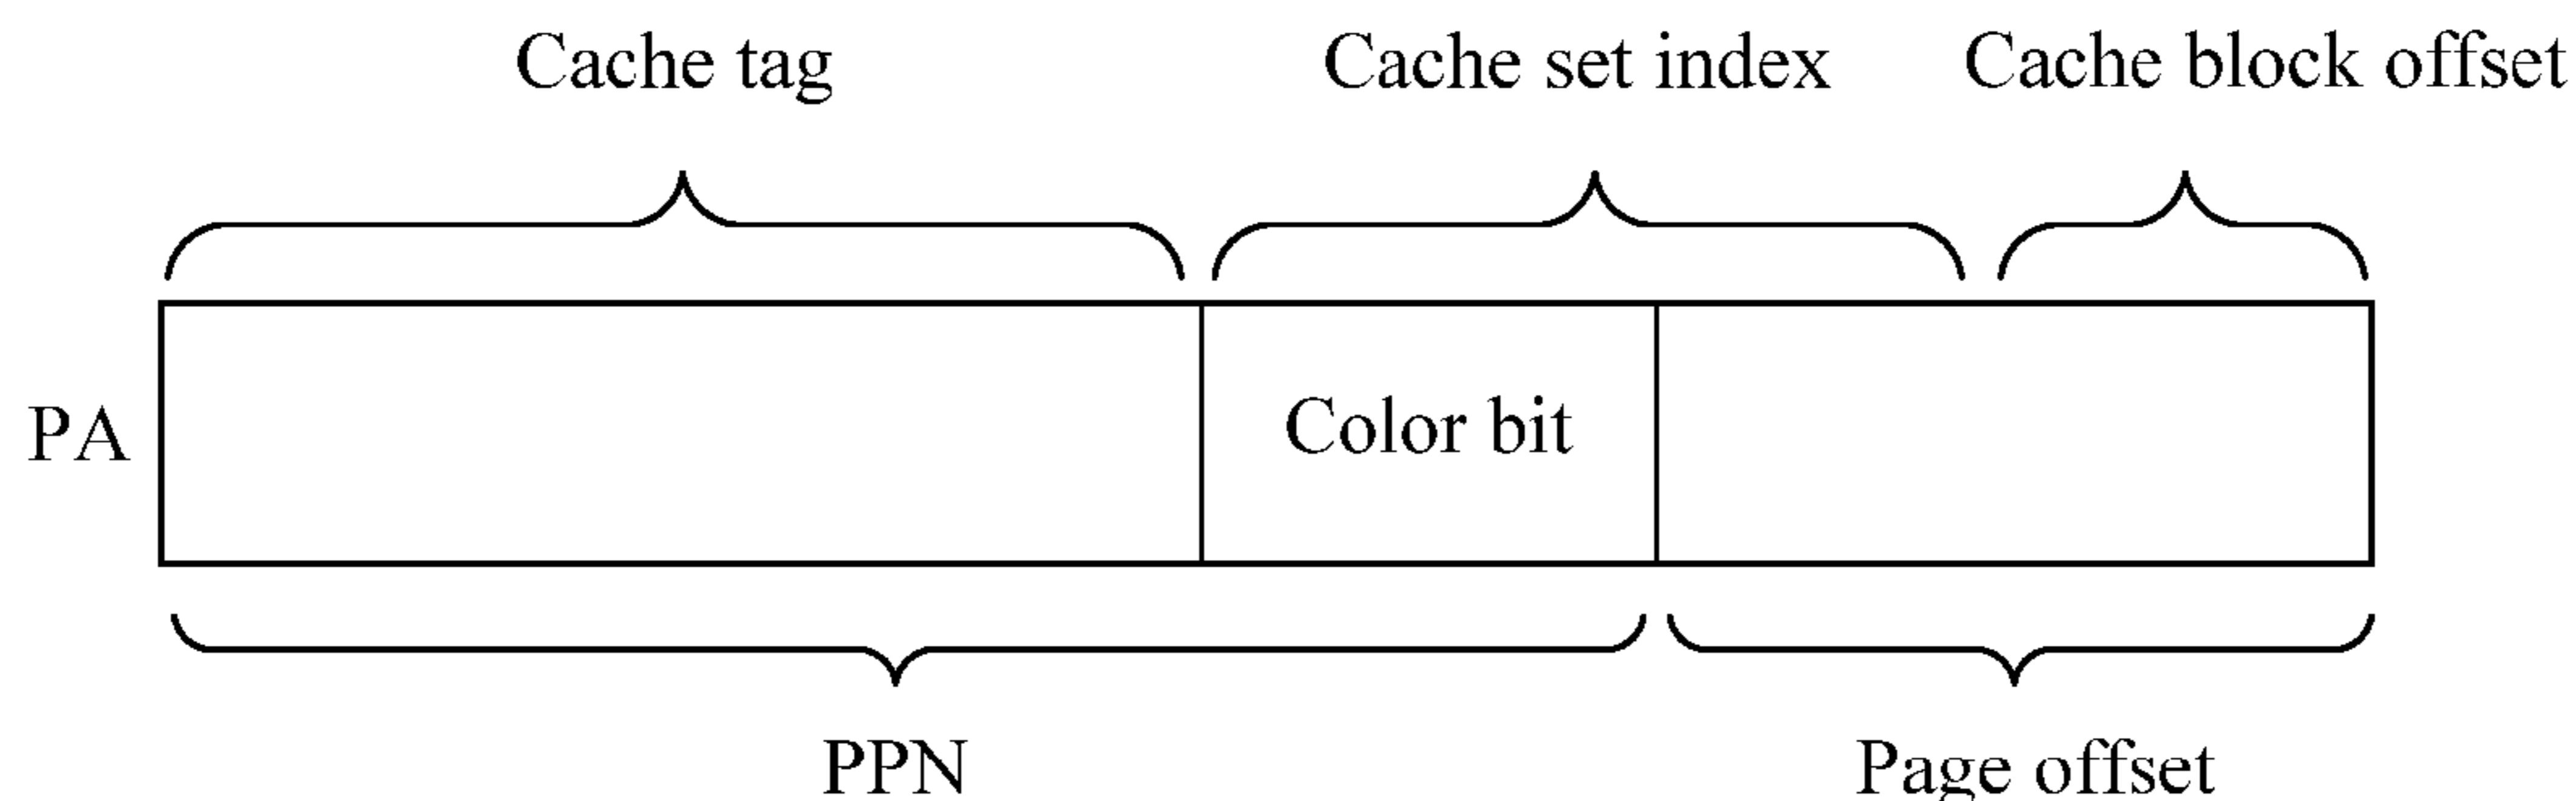 Cache tag
Cache set index
Cache block offset
PA
Color bit
PPN
Page offset